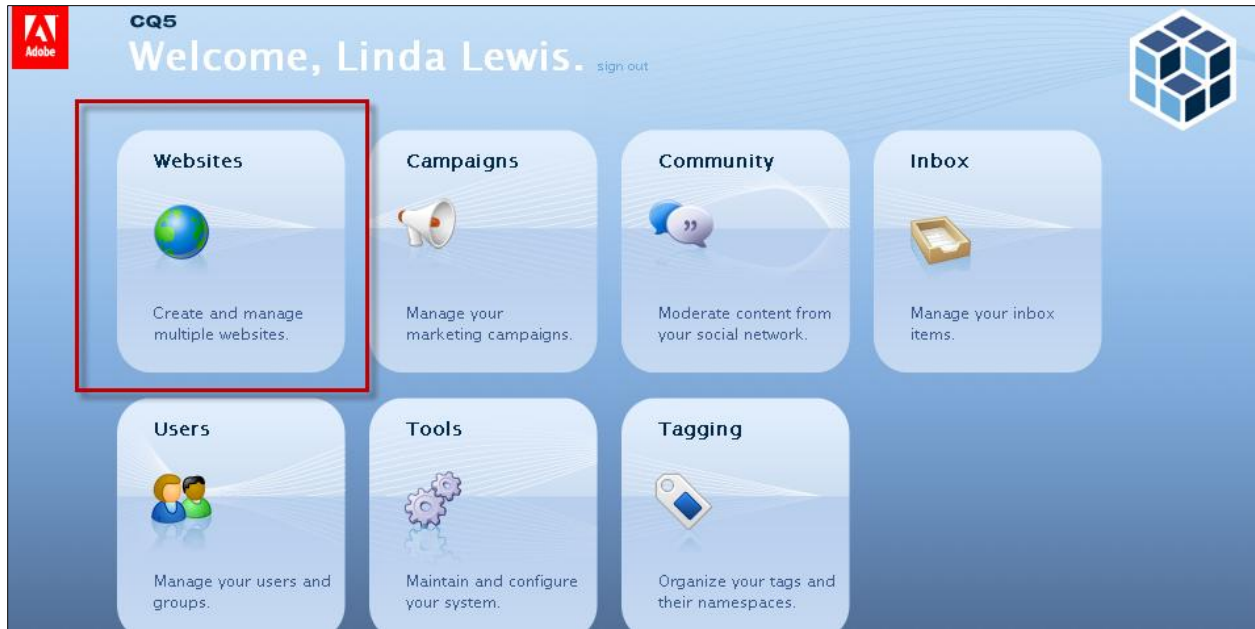 Adobe
CQ5
Welcome, Linda Lewis. sign out
Websites
Create and manage
multiple websites.
Campaigns
Manage your
marketing campaigns.
Community
Moderate content from
your social network.
Inbox
Manage your inbox
items.
Users
Manage your users and
groups.
Tools
Maintain and configure
your system.
Tagging
Organize your tags and
their namespaces.